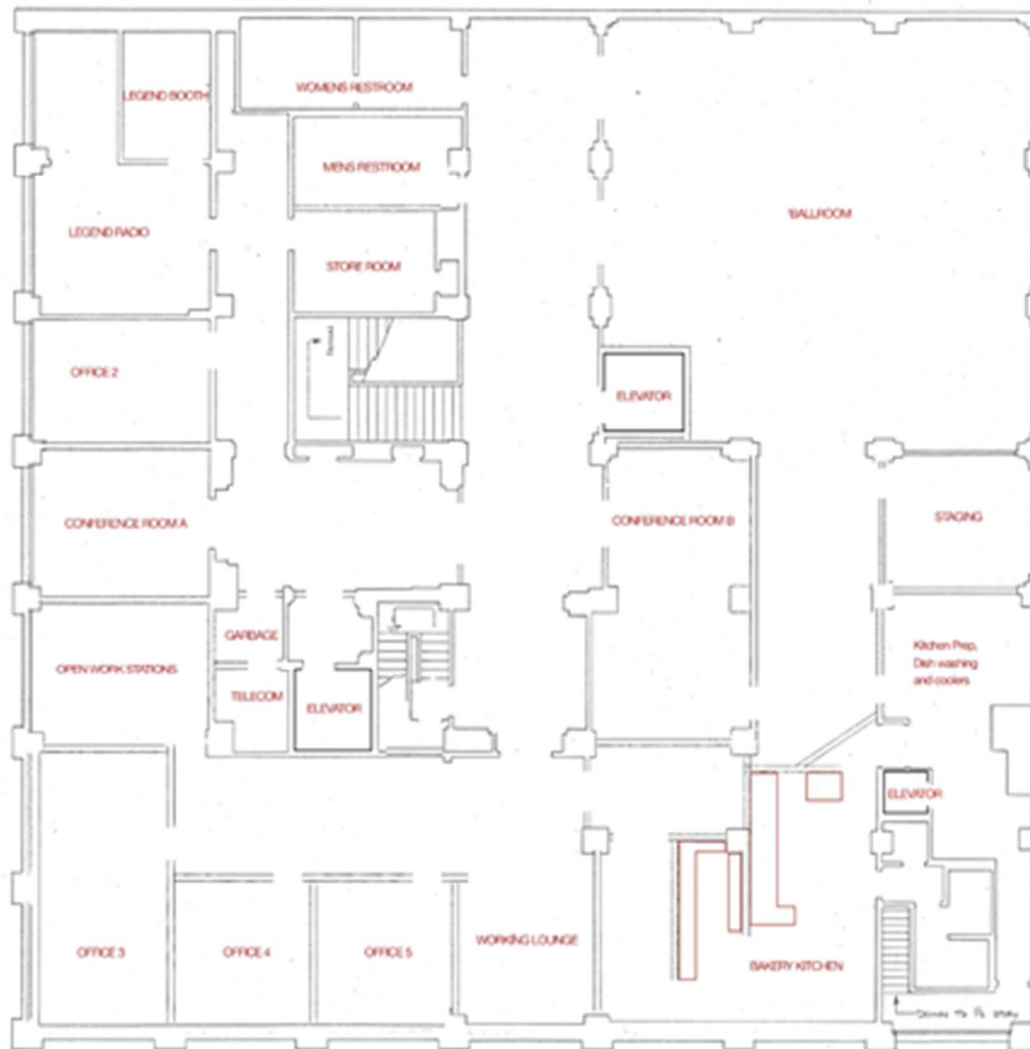 LEGEND BOOTH
WOMENS RESTROOM
MENS RESTROOM
'BALLROOM
LEGEND RADIO
STORE ROOM
OFFICE 2
ELEVATOR
CONFERENCE ROOM A
CONFERENCE ROOM B
STAGING
GARBAGE
Kitchen Prep,
Dish washing
and coolers
OPEN WORK STATIONS
TELECOM
ELEVATOR
ELEVATOR
OFFICE 3
OFFICE 4
OFFICE 5
WORKING LOUNGE
BAKERY KITCHEN
DOWN TO